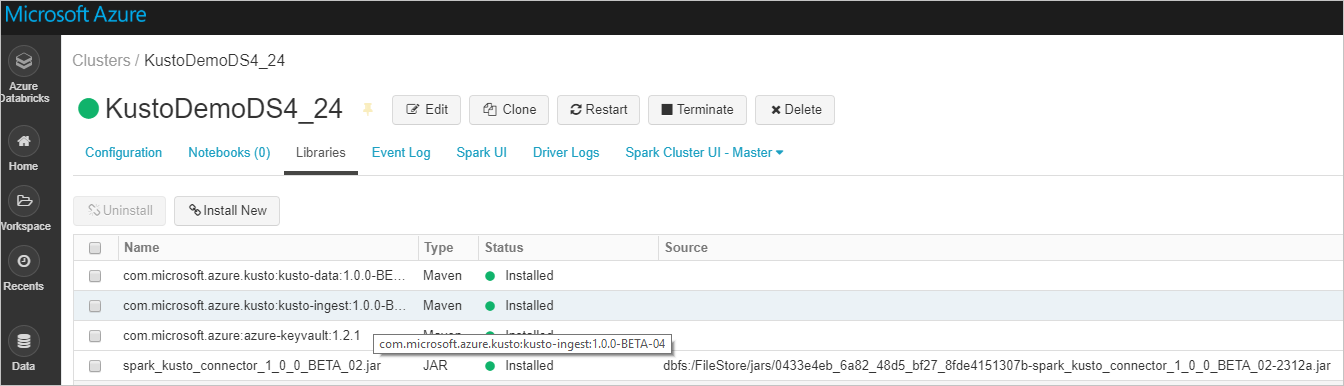 Microsoft Azure
Clusters / KustoDemoDS4_24
Azure
Databricks
KustoDemoDS4_24
Edit
Clone
Restart
Terminate
Delete
Home
Configuration
Notebooks (0)
Libraries
Event Log
Spark UI
Driver Logs
Spark Cluster UI - Master
Workspace
Uninstall
Install New
Recents
Name Type Status Source
com.microsoft.azure.kusto:kusto-data:1.0.0-BE... Maven Installed
com.microsoft.azure.kusto:kusto-ingest:1.0.0-B... Maven Installed
com.microsoft.azure:azure-keyvault:1.2.1 Maven Installed
com.microsoft.azure.kusto:kusto-ingest:1.0.0-BETA-04
Data
spark_kusto_connector_1_0_0_BETA_02.jar JAR Installed dbfs:/FileStore/jars/0433e4eb_6a82_48d5_bf27_8fde4151307b-spark_kusto_connector_1_0_0_BETA_02-2312a.jar